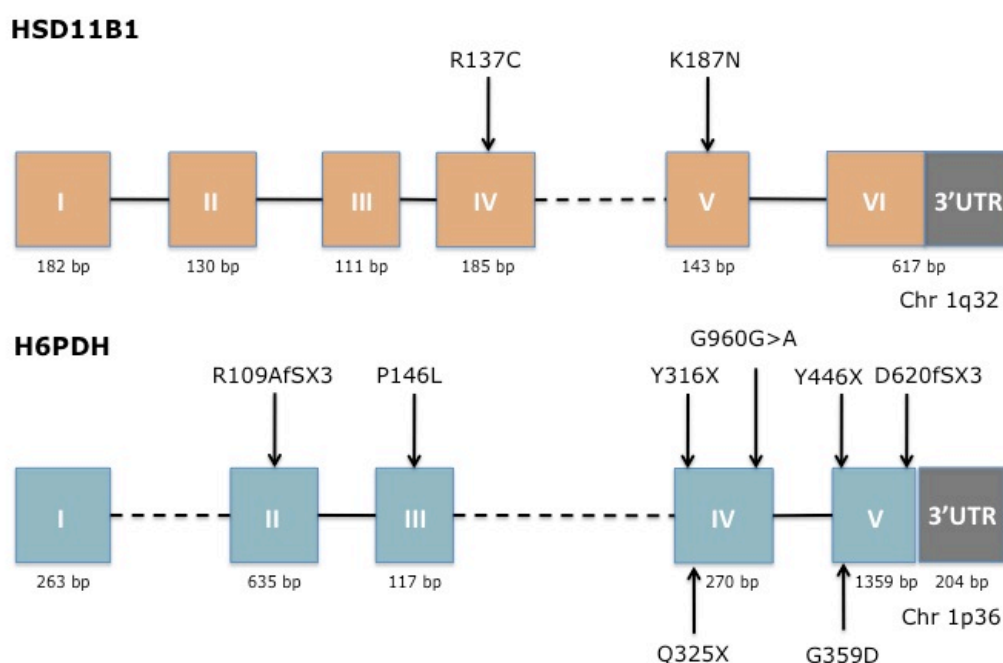 HSD11B1
R137C K187N
I II III IV V VI 3'UTR
182 bp 130 bp 111 bp 185 bp 143 bp 617 bp
Chr 1q32
H6PDH
G960G>A
R109AfSX3 P146L Y316X Y446X D620fSX3
I II III IV V 3'UTR
263 bp 635 bp 117 bp 270 bp 1359 bp 204 bp
Chr 1p36
Q325X G359D